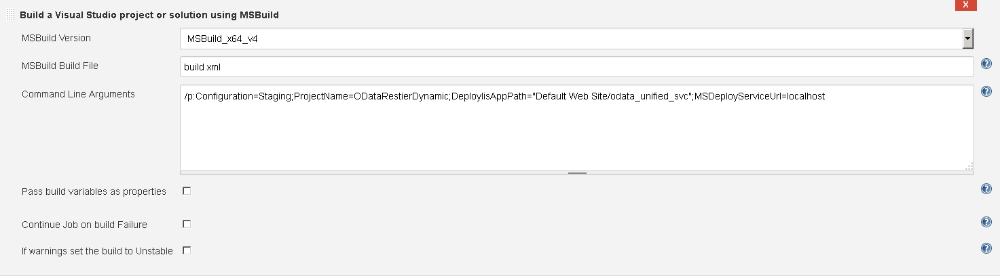 X
Build a Visual Studio project or solution using MSBuild
MSBuild Version MSBuild_x64_v4
MSBuild Build File build.xml
Command Line Arguments /p:Configuration=Staging;ProjectName=ODataRestierDynamic;DeployIisAppPath="Default Web Site/odata_unified_svc";MSDeployServiceUrl=localhost
Pass build variables as properties
Continue Job on build Failure
If warnings set the build to Unstable